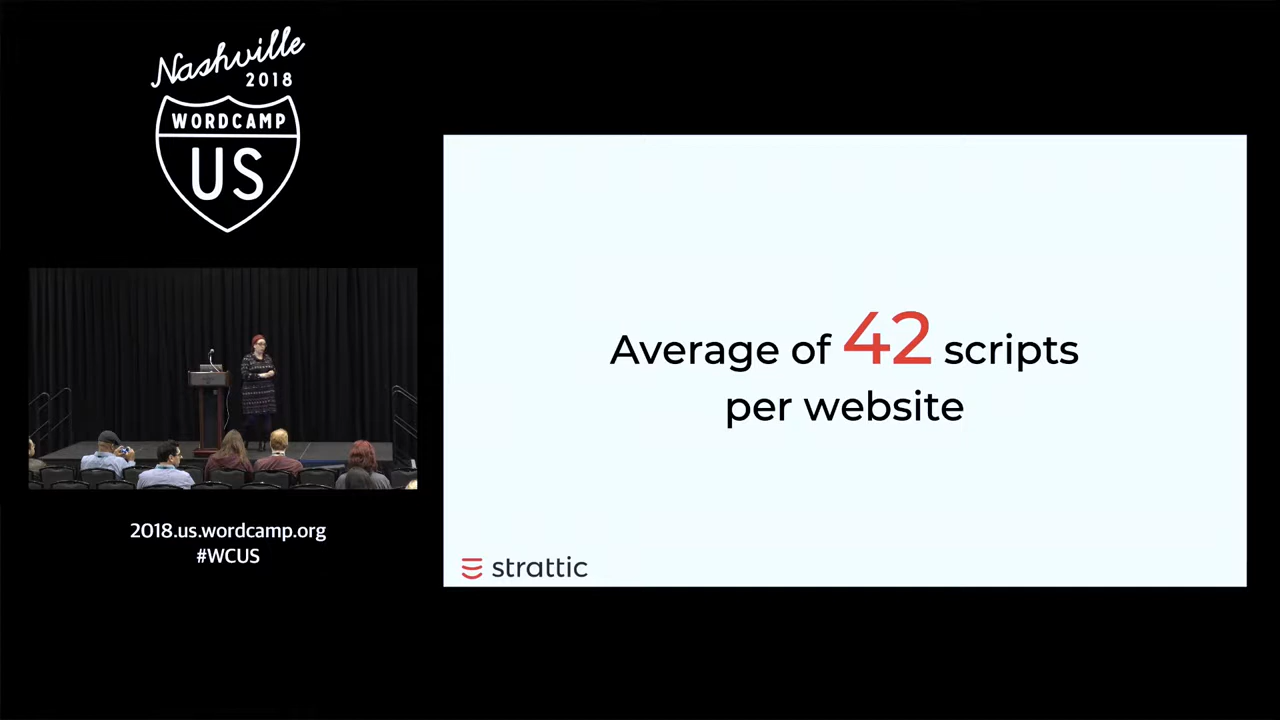 Nashville
2018
WORDCAMP
US
2018.us.wordcamp.org
#WCUS
Average of 42 scripts
per website
strattic